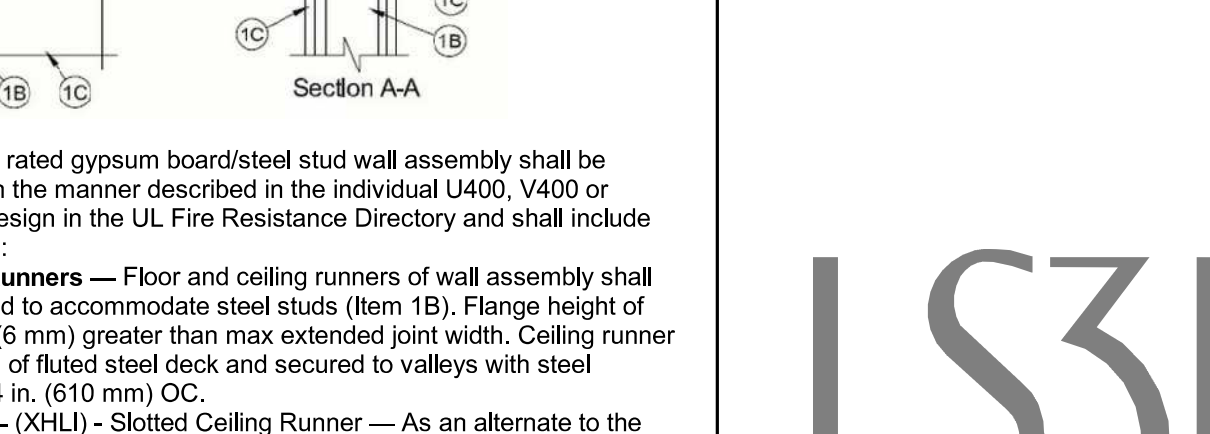 1C
1C
1B
1B
1C
Section A-A
rated gypsum board/steel stud wall assembly shall be
the manner described in the individual U400, V400 or
esign in the UL Fire Resistance Directory and shall include
:
unners — Floor and ceiling runners of wall assembly shall
d to accommodate steel studs (Item 1B). Flange height of
(6 mm) greater than max extended joint width. Ceiling runner
of fluted steel deck and secured to valleys with steel
in. (610 mm) OC.
- (XHLI) - Slotted Ceiling Runner — As an alternate to the